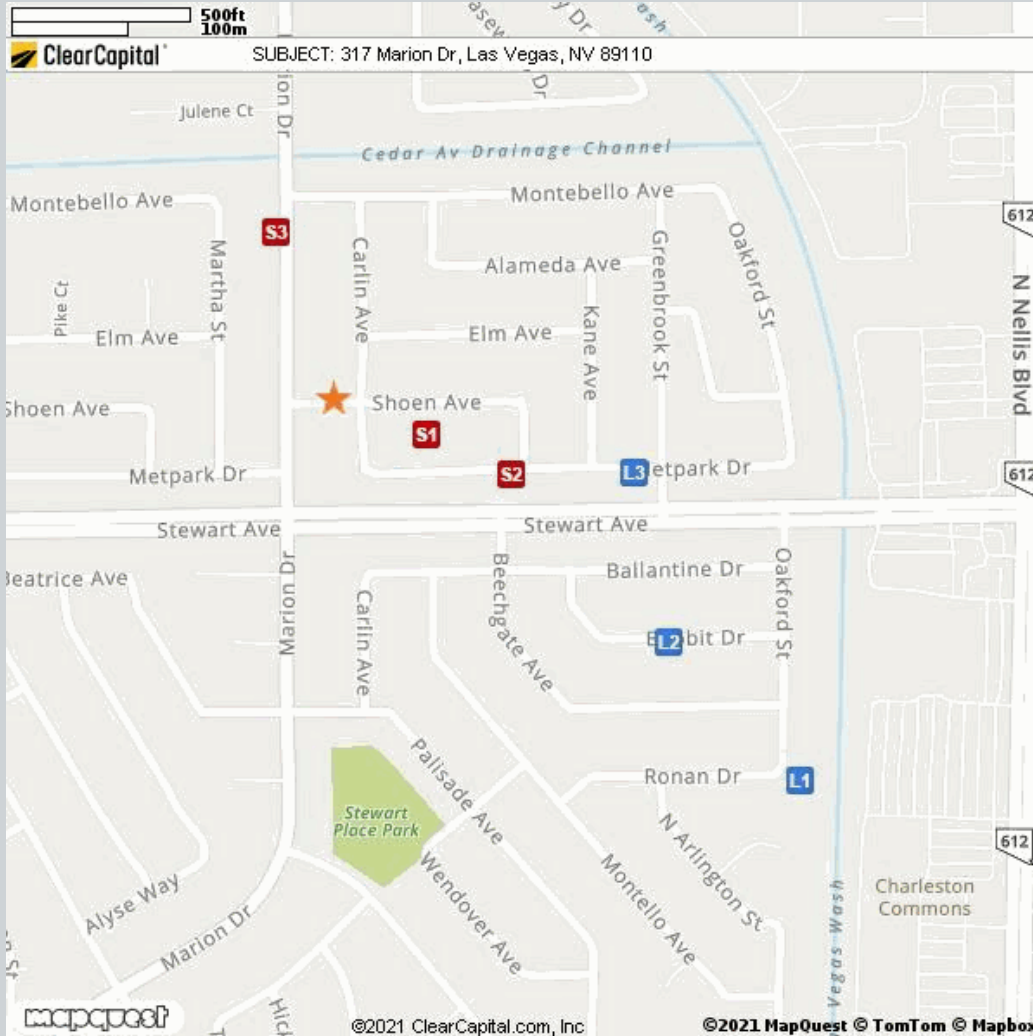 500ft
100m
ClearCapital
SUBJECT: 317 Marion Dr, Las Vegas, NV 89110
Julene Ct
Cedar Av Drainage Channel
Montebello Ave
Montebello Ave
612
S3
Martha St
Carlin Ave
Alameda Ave
Greenbrook St
Oakford St
Pike Ct
Elm Ave
Elm Ave
Kane Ave
N Nellis Blvd
Shoen Ave
Shoen Ave
S1
Metpark Dr
S2
L3
etpark Dr
612
Stewart Ave
Stewart Ave
Beatrice Ave
Marion Dr
Carlin Ave
Beechgate Ave
Ballantine Dr
Oakford St
L2
bit Dr
Palisade Ave
Ronan Dr
L1
Stewart
Place Park
N Arlington St
612
Alyse Way
Marion Dr
Wendover Ave
Montello Ave
Vegas Wash
Charleston
Commons
mapquest
©2021 ClearCapital.com, Inc
©2021 MapQuest © TomTom © Mapbo